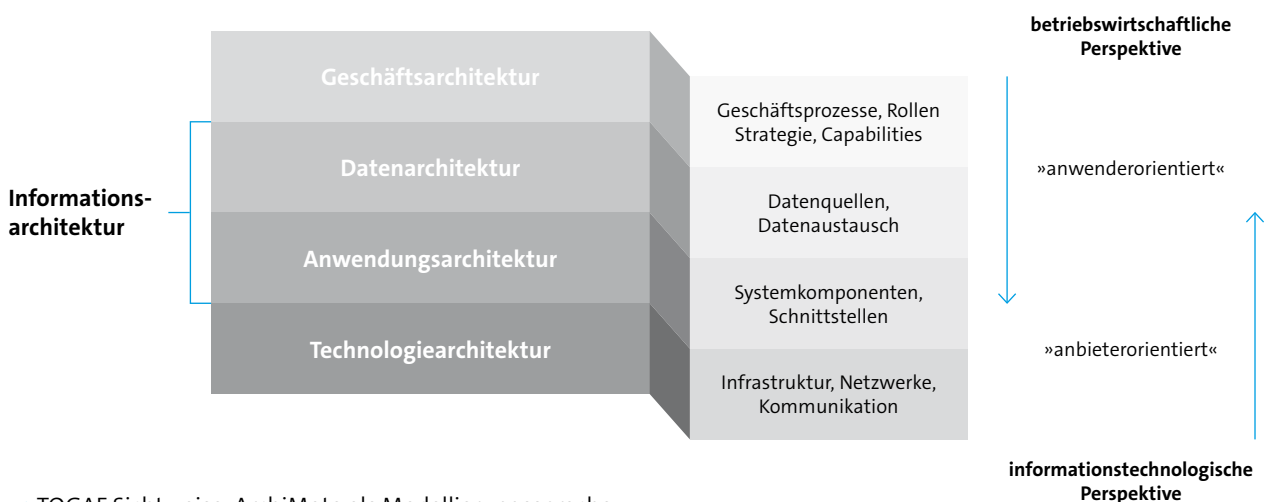 betriebswirtschaftliche
Perspektive
Geschäftsarchitektur
Geschäftsprozesse, Rollen
Strategie, Capabilities
Datenarchitektur
»anwenderorientiert«
Informations-
architektur
Datenquellen,
Datenaustausch
Anwendungsarchitektur
Systemkomponenten,
Schnittstellen
Technologiearchitektur
»anbieterorientiert«
Infrastruktur, Netzwerke,
Kommunikation
informationstechnologische
Perspektive